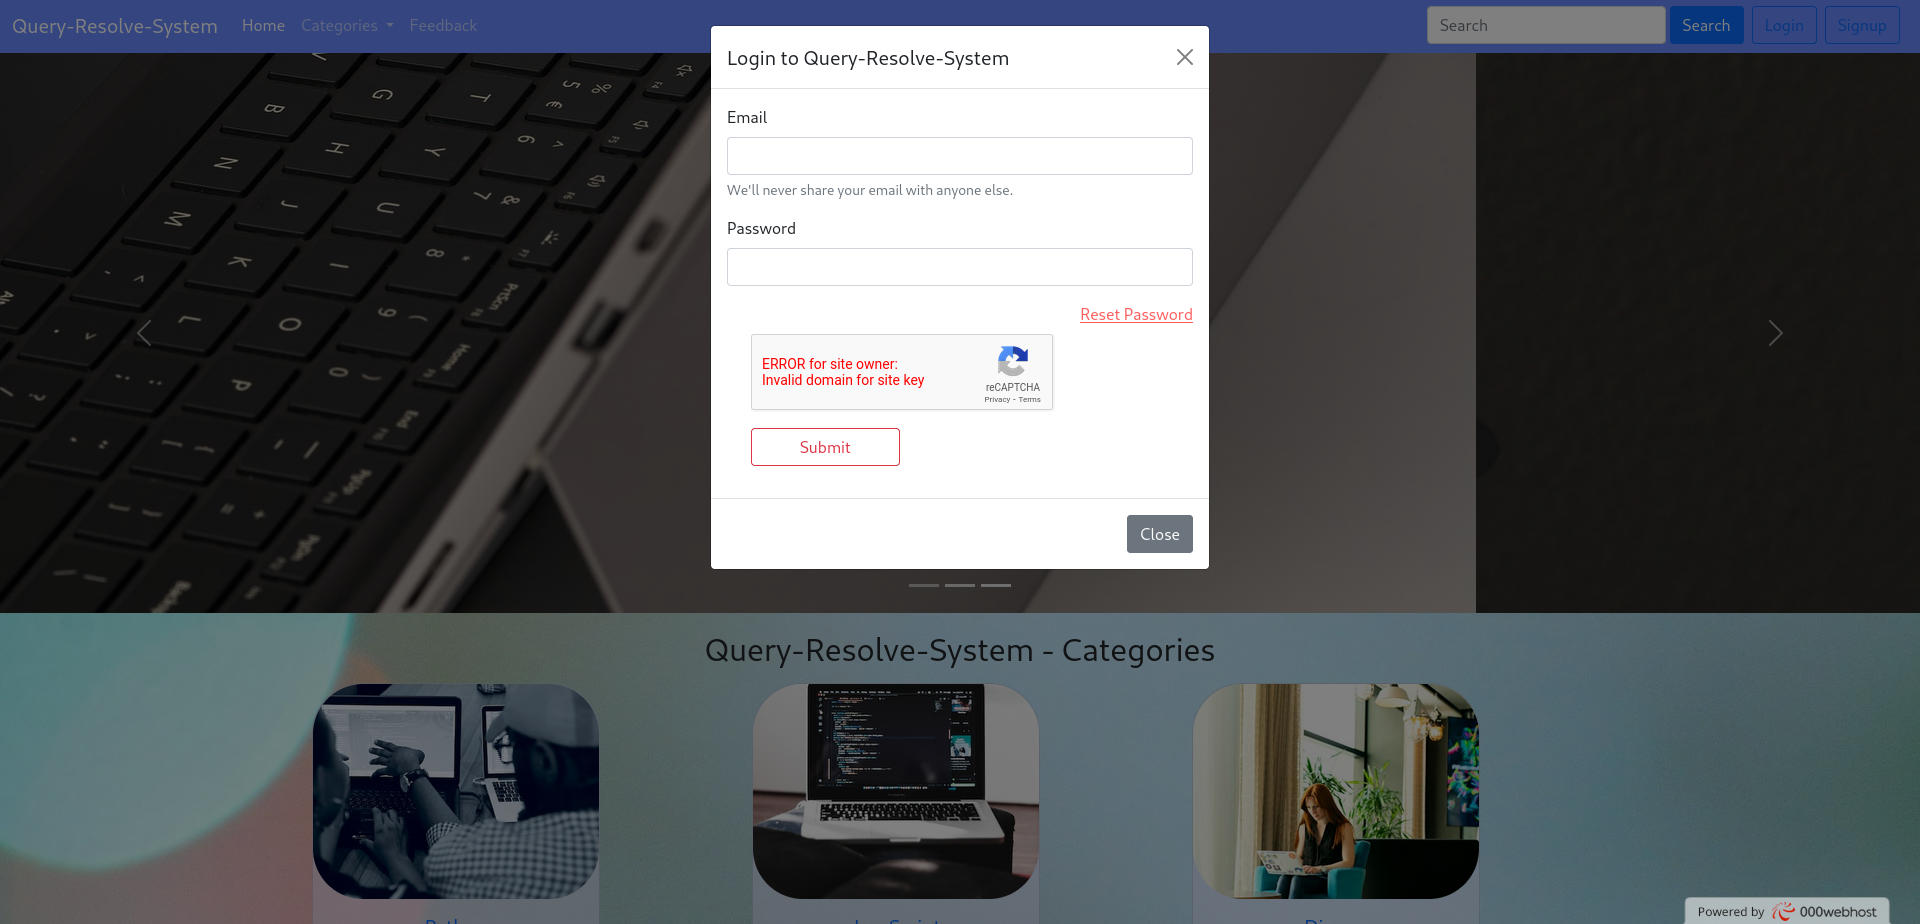 Query-Resolve-System Home Categories Feedback Search Search Login Signup
Login to Query-Resolve-System
Email
We'll never share your email with anyone else.
Password
Reset Password
ERROR for site owner:
Invalid domain for site key
reCAPTCHA
Privacy - Terms
Submit
Close
Query-Resolve-System - Categories
Powered by 000webhost